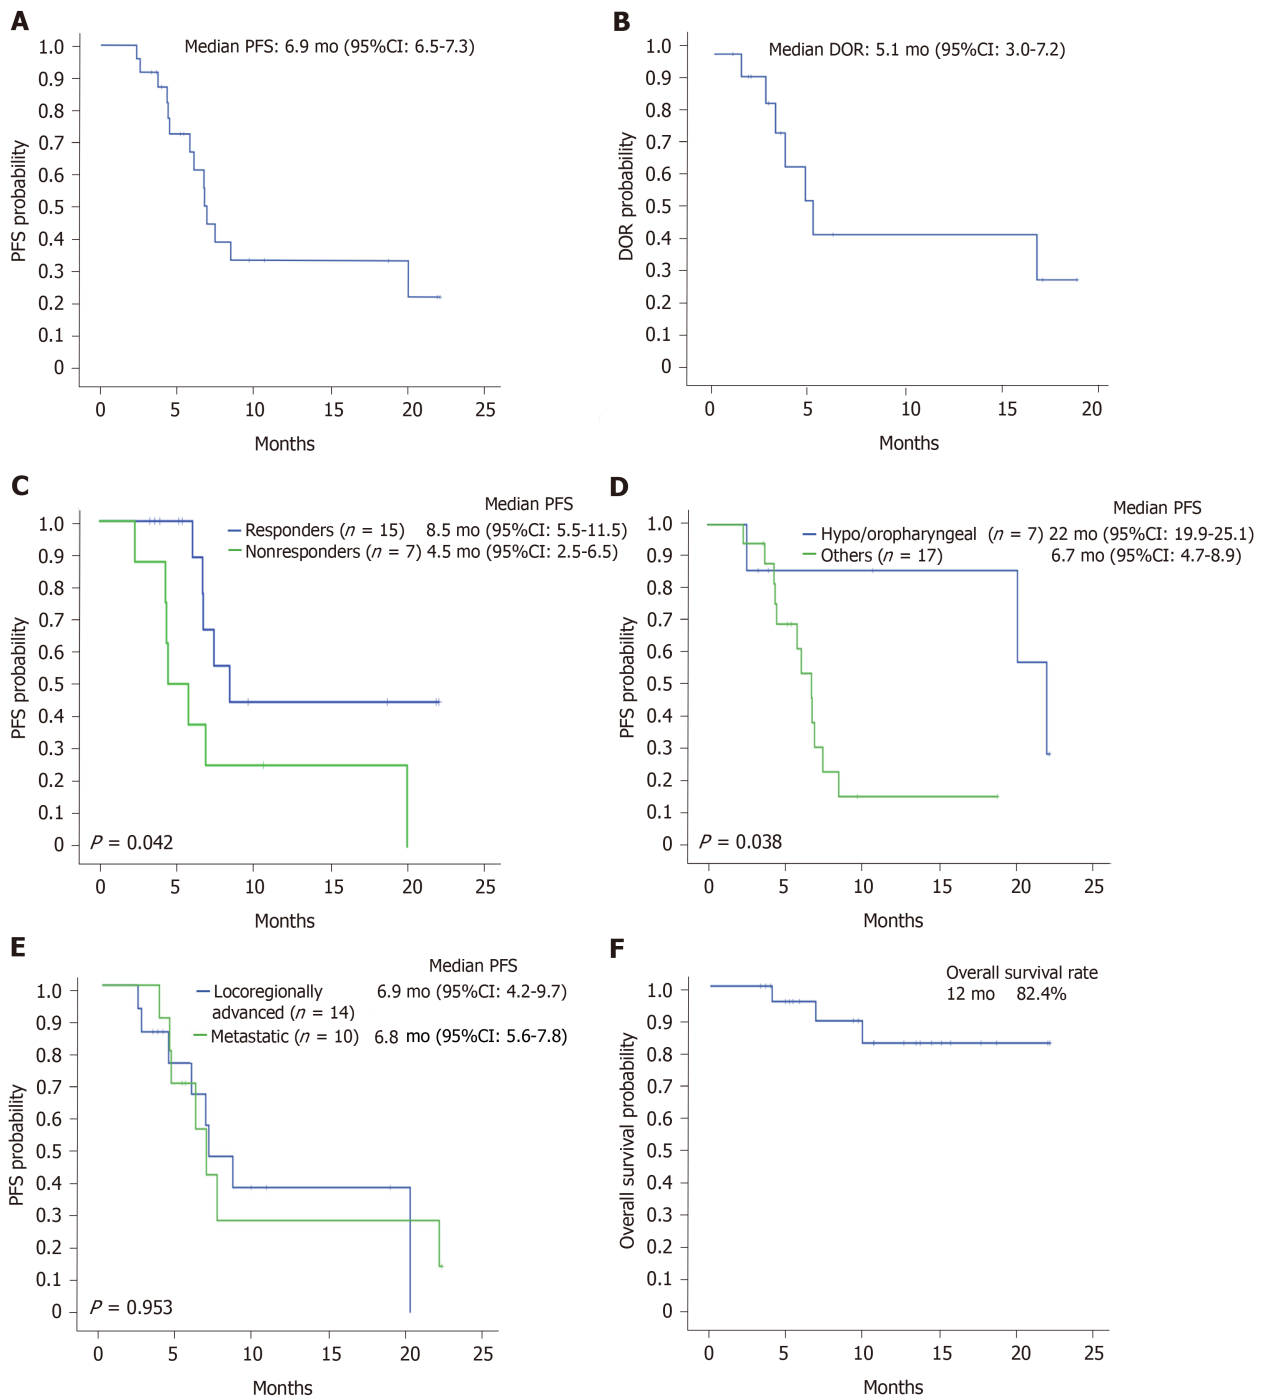 A
Median PFS: 6.9 mo (95%CI: 6.5-7.3)
1.0
0.9
0.8
0.7
0.6
0.5
0.4
0.3
0.2
0.1
0
PFS probability
0 5 10 15 20 25
Months
B
Median DOR: 5.1 mo (95%CI: 3.0-7.2)
1.0
0.9
0.8
0.7
0.6
0.5
0.4
0.3
0.2
0.1
0
DOR probability
0 5 10 15 20
Months
C
Median PFS
Responders (n = 15) 8.5 mo (95%CI: 5.5-11.5)
Nonresponders (n = 7) 4.5 mo (95%CI: 2.5-6.5)
1.0
0.9
0.8
0.7
0.6
0.5
0.4
0.3
0.2
0.1
0
PFS probability
P = 0.042
0 5 10 15 20 25
Months
D
Median PFS
Hypo/oropharyngeal (n = 7) 22 mo (95%CI: 19.9-25.1)
Others (n = 17) 6.7 mo (95%CI: 4.7-8.9)
1.0
0.9
0.8
0.7
0.6
0.5
0.4
0.3
0.2
0.1
0
PFS probability
P = 0.038
0 5 10 15 20 25
Months
E
Median PFS
Locoregionally 6.9 mo (95%CI: 4.2-9.7)
advanced (n = 14)
Metastatic (n = 10) 6.8 mo (95%CI: 5.6-7.8)
1.0
0.9
0.8
0.7
0.6
0.5
0.4
0.3
0.2
0.1
0
PFS probability
P = 0.953
0 5 10 15 20 25
Months
F
Overall survival rate
12 mo 82.4%
1.0
0.9
0.8
0.7
0.6
0.5
0.4
0.3
0.2
0.1
0
Overall survival probability
0 5 10 15 20 25
Months